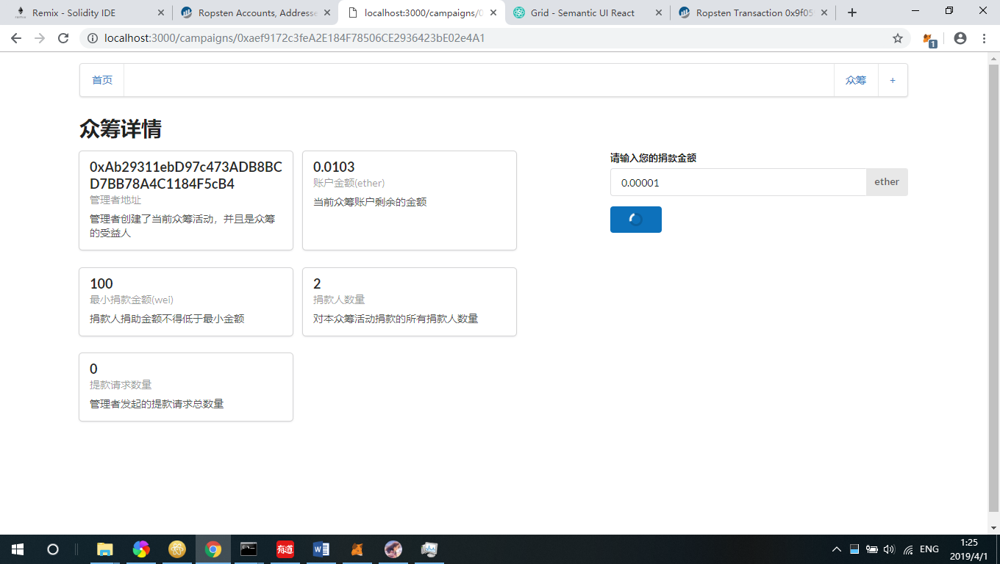 Remix - Solidity IDE
Ropsten Accounts, Addresse
localhost:3000/campaigns/0
Grid - Semantic UI React
Ropsten Transaction 0x9f05
localhost:3000/campaigns/0xaef9172c3feA2E184F78506CE2936423bE02e4A1
1
首页
众筹
+
众筹详情
0xAb29311ebD97c473ADB8BC
D7BB78A4C1184F5cB4
管理者地址
管理者创建了当前众筹活动，并且是众筹
的受益人
0.0103
账户金额(ether)
当前众筹账户剩余的金额
请输入您的捐款金额
0.00001
ether
100
最小捐款金额(wei)
捐款人捐助金额不得低于最小金额
2
捐款人数量
对本众筹活动捐款的所有捐款人数量
0
提款请求数量
管理者发起的提款请求总数量
有道
ENG
1:25
2019/4/1